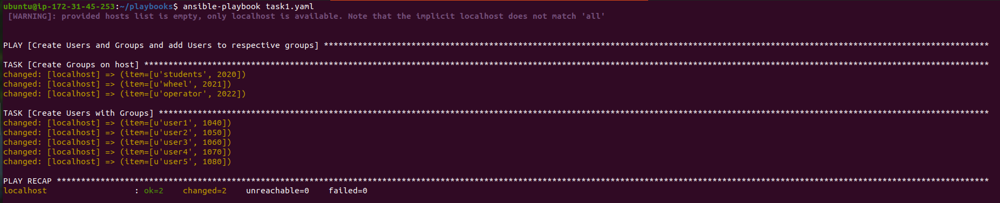 ubuntu@ip-172-31-45-253:~/playbooks$ ansible-playbook task1.yaml
[WARNING]: provided hosts list is empty, only localhost is available. Note that the implicit localhost does not match 'all'
PLAY [Create Users and Groups and add Users to respective groups] *****************************************************************************************************************************************
TASK [Create Groups on host] ******************************************************************************************************************************************************************************
changed: [localhost] => (item=[u'students', 2020])
changed: [localhost] => (item=[u'wheel', 2021])
changed: [localhost] => (item=[u'operator', 2022])
TASK [Create Users with Groups] ***************************************************************************************************************************************************************************
changed: [localhost] => (item=[u'user1', 1040])
changed: [localhost] => (item=[u'user2', 1050])
changed: [localhost] => (item=[u'user3', 1060])
changed: [localhost] => (item=[u'user4', 1070])
changed: [localhost] => (item=[u'user5', 1080])
PLAY RECAP ************************************************************************************************************************************************************************************************
localhost                  : ok=2    changed=2    unreachable=0    failed=0